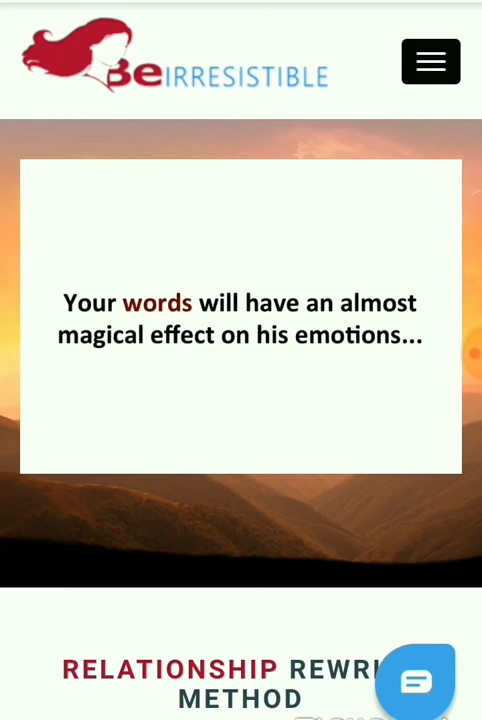 BeIRRESISTIBLE
Your words will have an almost
magical effect on his emotions...
RELATIONSHIP
METHOD